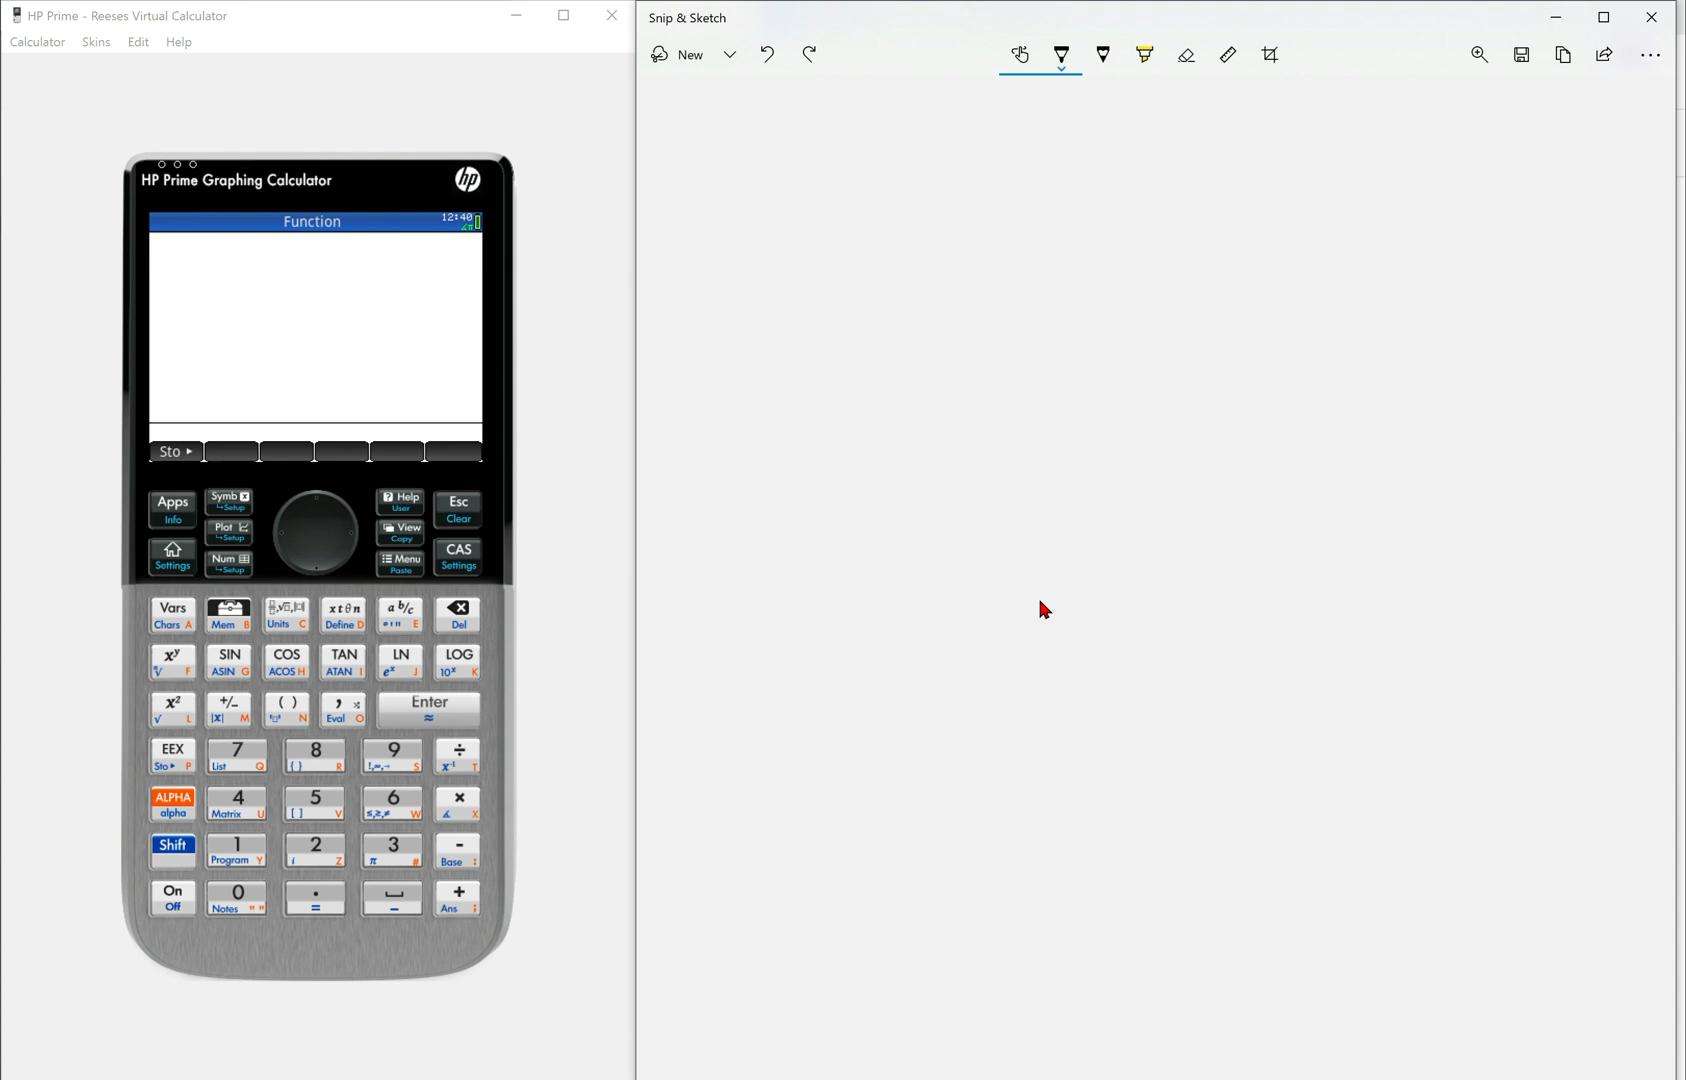 HP Prime - Reeses Virtual Calculator
Calculator Skins Edit Help
Snip & Sketch
New
HP Prime Graphing Calculator
hp
Function
12:40
∡π
Sto ▸
Apps
Info
Symb
↳Setup
Help
User
Esc
Clear
Plot
↳Setup
View
Copy
Settings
Num
↳Setup
Menu
Paste
CAS
Settings
Vars
Chars A
Mem B
Units C
x t θ n
Define D
a b/c
E
Del
xʸ
F
SIN
ASIN G
COS
ACOS H
TAN
ATAN I
LN
eˣ J
LOG
10ˣ K
x²
√ L
+/-
|x| M
( )
N
,
Eval O
Enter
≈
EEX
Sto ▸ P
7
List Q
8
{ } R
9
!,∞,→ S
÷
x⁻¹ T
ALPHA
alpha
4
Matrix U
5
[ ] V
6
≤,≥,≠ W
×
∡ X
Shift
1
Program Y
2
i Z
3
π #
-
Base :
On
Off
0
Notes " "
.
=
_
+
Ans ;